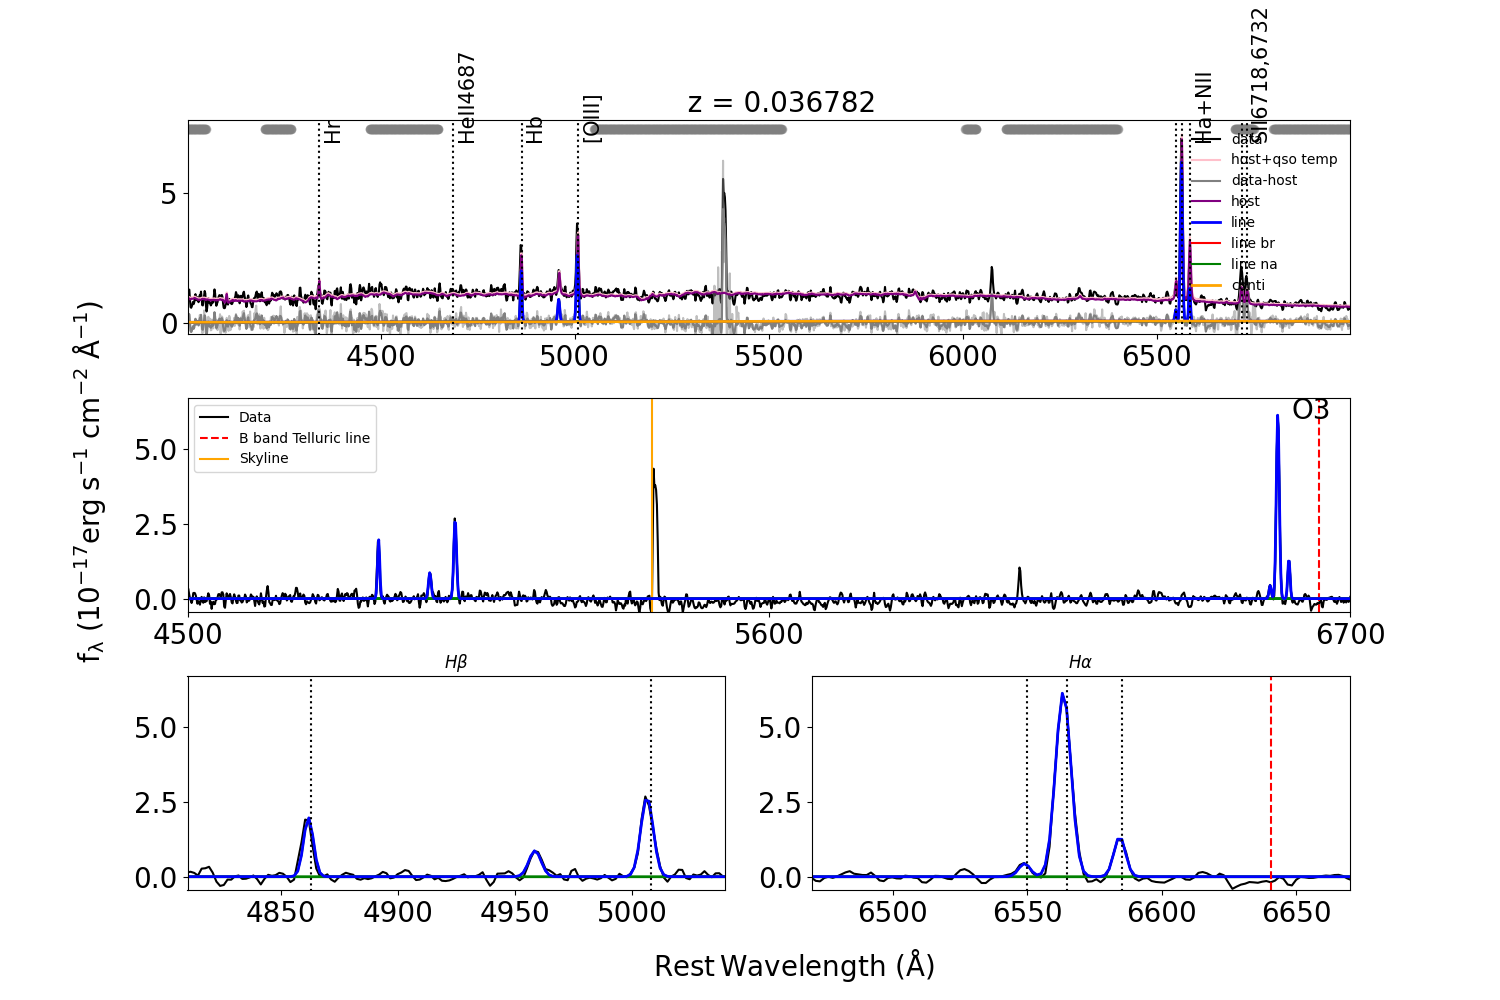 z = 0.036782
Hr
HeII4687
Hb
[OIII]
Ha+NII
SII6718,6732
data
host+qso temp
data-host
host
line
line br
line na
conti
5
0
4500 5000 5500 6000 6500
fλ (10−17erg s−1 cm−2 Å−1)
Data
B band Telluric line
Skyline
O3
5.0
2.5
0.0
4500 5600 6700
Hβ
5.0
2.5
0.0
4850 4900 4950 5000
Hα
5.0
2.5
0.0
6500 6550 6600 6650
Rest Wavelength (Å)